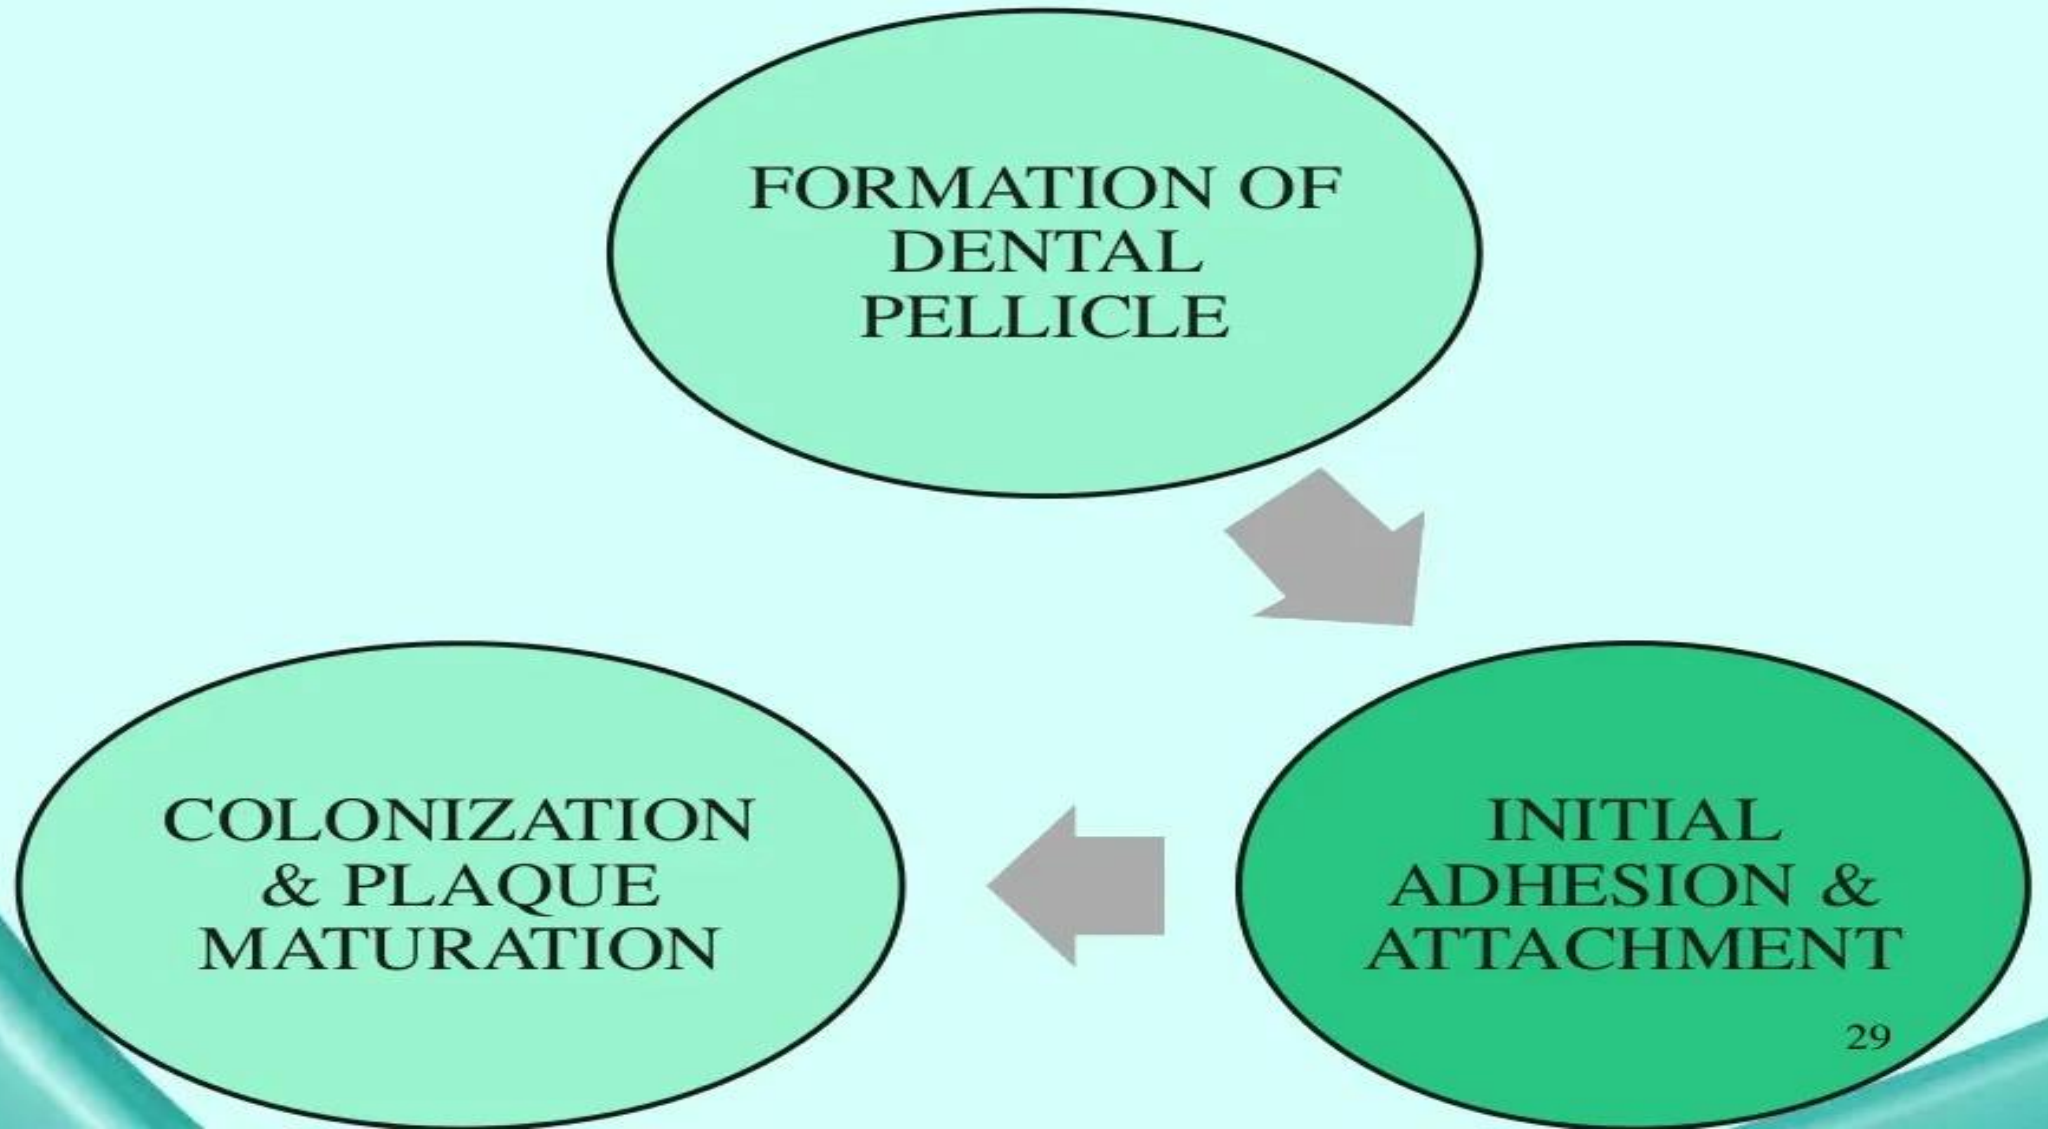 FORMATION OF
DENTAL
PELLICLE
INITIAL
ADHESION &
ATTACHMENT
COLONIZATION
& PLAQUE
MATURATION
29